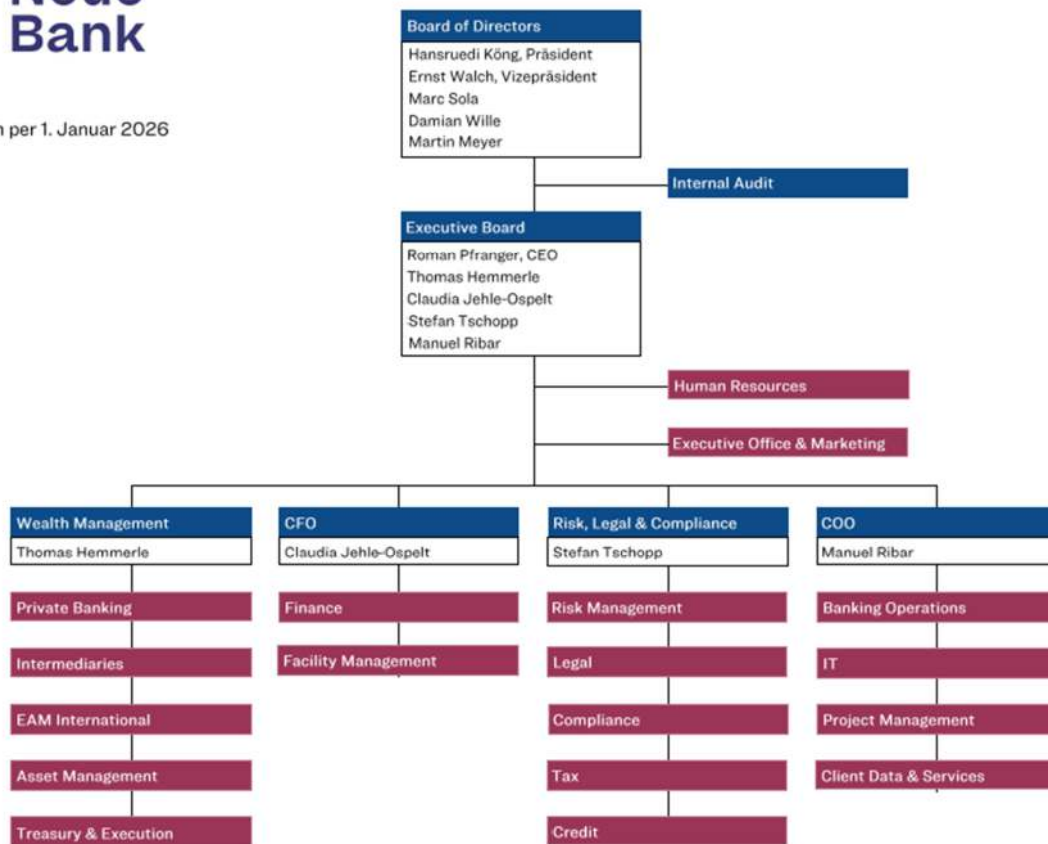 Bank
per 1. Januar 2026
Board of Directors
Hansruedi Köng, Präsident
Ernst Walch, Vizepräsident
Marc Sola
Damian Wille
Martin Meyer
Internal Audit
Executive Board
Roman Pfranger, CEO
Thomas Hemmerle
Claudia Jehle-Ospelt
Stefan Tschopp
Manuel Ribar
Human Resources
Executive Office & Marketing
Wealth Management
Thomas Hemmerle
Private Banking
Intermediaries
EAM International
Asset Management
Treasury & Execution
CFO
Claudia Jehle-Ospelt
Finance
Facility Management
Risk, Legal & Compliance
Stefan Tschopp
Risk Management
Legal
Compliance
Tax
Credit
COO
Manuel Ribar
Banking Operations
IT
Project Management
Client Data & Services